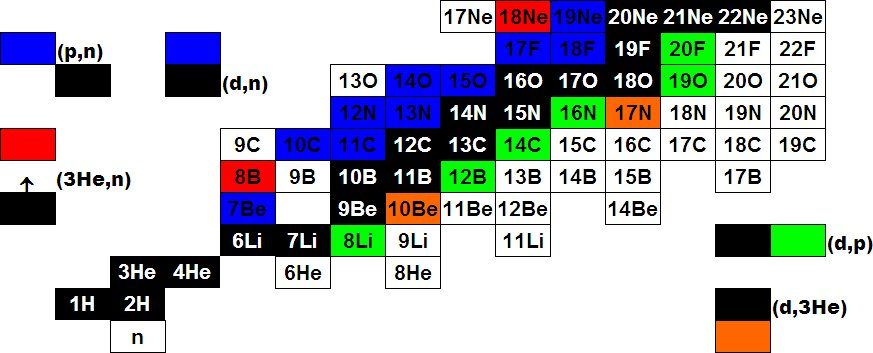 17Ne 18Ne 19Ne 20Ne 21Ne 22Ne 23Ne
(p,n) 17F 18F 19F 20F 21F 22F
(d,n) 13O 14O 15O 16O 17O 18O 19O 20O 21O
12N 13N 14N 15N 16N 17N 18N 19N 20N
9C 10C 11C 12C 13C 14C 15C 16C 17C 18C 19C
(3He,n) 8B 9B 10B 11B 12B 13B 14B 15B 17B
7Be 9Be 10Be 11Be 12Be 14Be
6Li 7Li 8Li 9Li 11Li (d,p)
3He 4He 6He 8He
1H 2H (d,3He)
n